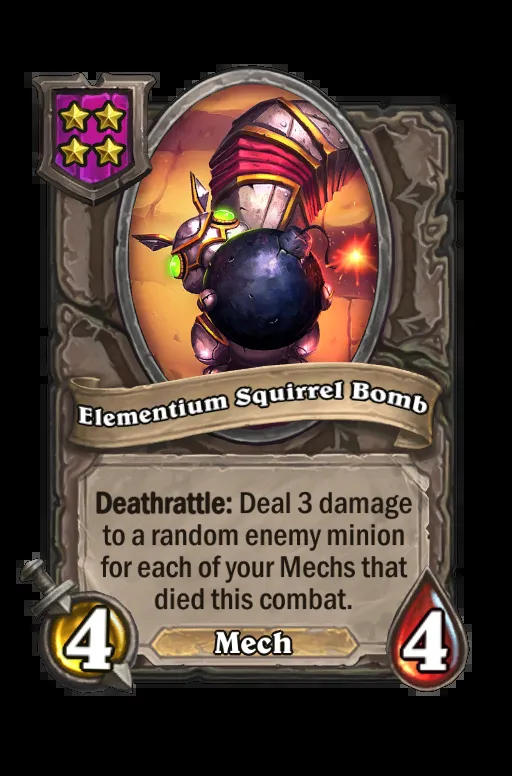 Elementium Squirrel Bomb
Deathrattle: Deal 3 damage
to a random enemy minion
for each of your Mechs that
died this combat.
4
Mech
4